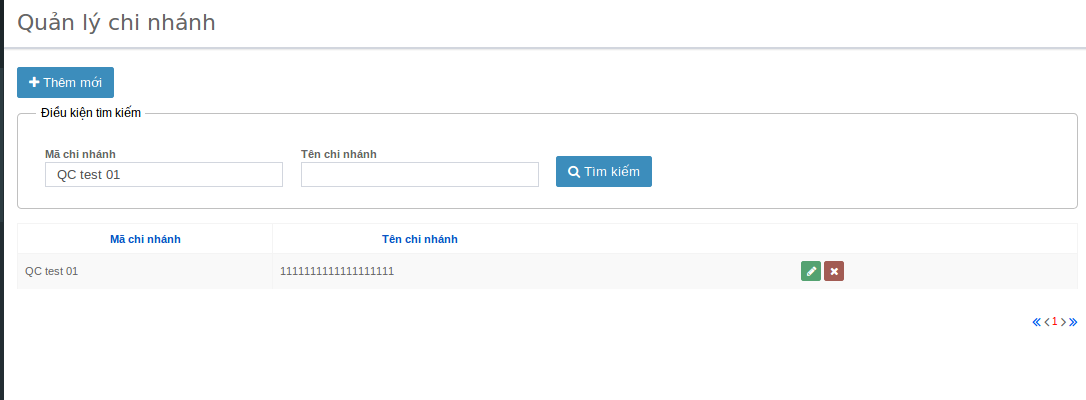 Quản lý chi nhánh
Thêm mới
Điều kiện tìm kiếm
Mã chi nhánh
Tên chi nhánh
QC test 01
Tìm kiếm
Mã chi nhánh
Tên chi nhánh
QC test 01
1111111111111111111
1